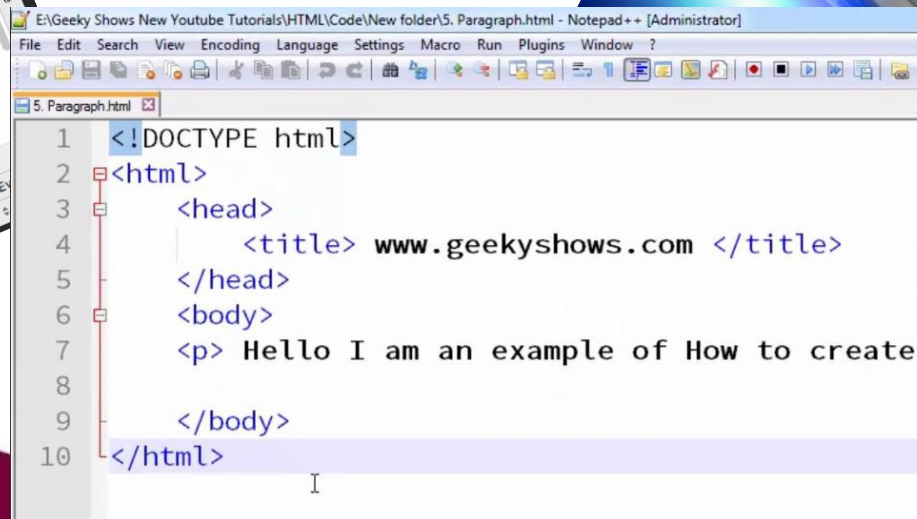 E:\Geeky Shows New Youtube Tutorials\HTML\Code\New folder\5. Paragraph.html - Notepad++ [Administrator]
File Edit Search View Encoding Language Settings Macro Run Plugins Window ?
5. Paragraph.html
1 <!DOCTYPE html>
2 <html>
3 <head>
4 <title> www.geekyshows.com </title>
5 </head>
6 <body>
7 <p> Hello I am an example of How to create
8
9 </body>
10 </html>